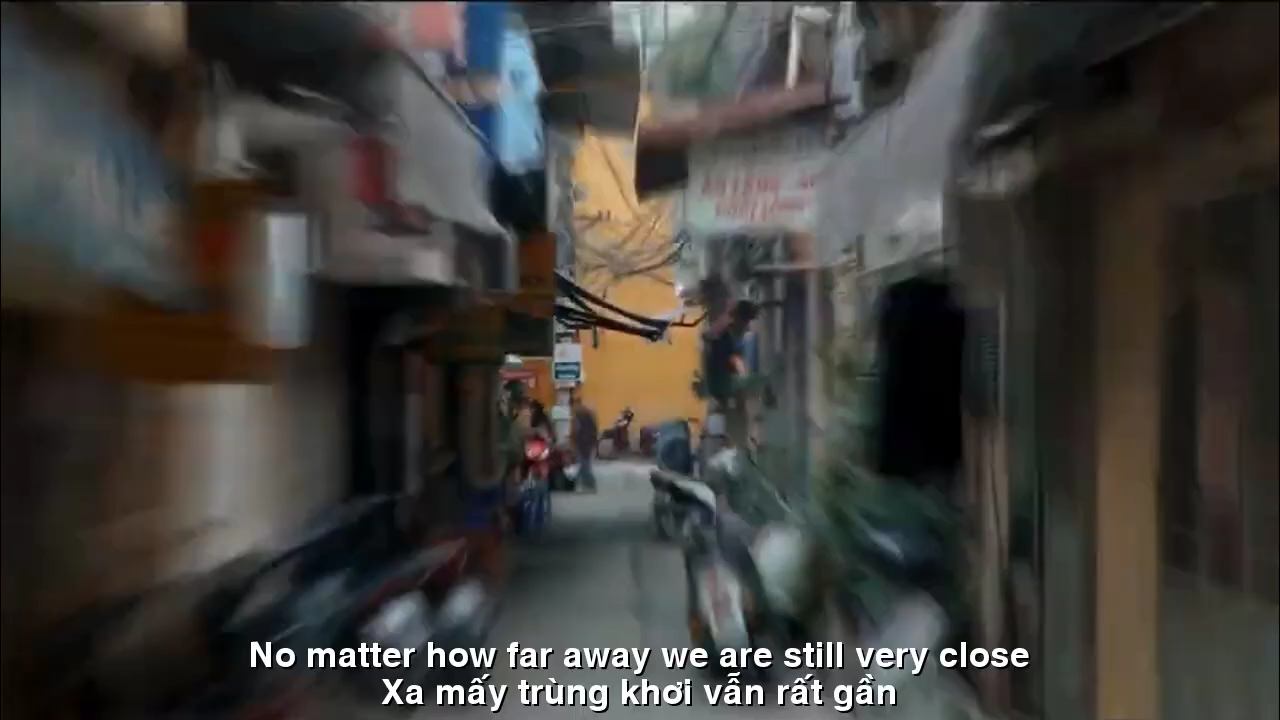 No matter how far away we are still very close
Xa mấy trùng khơi vẫn rất gần